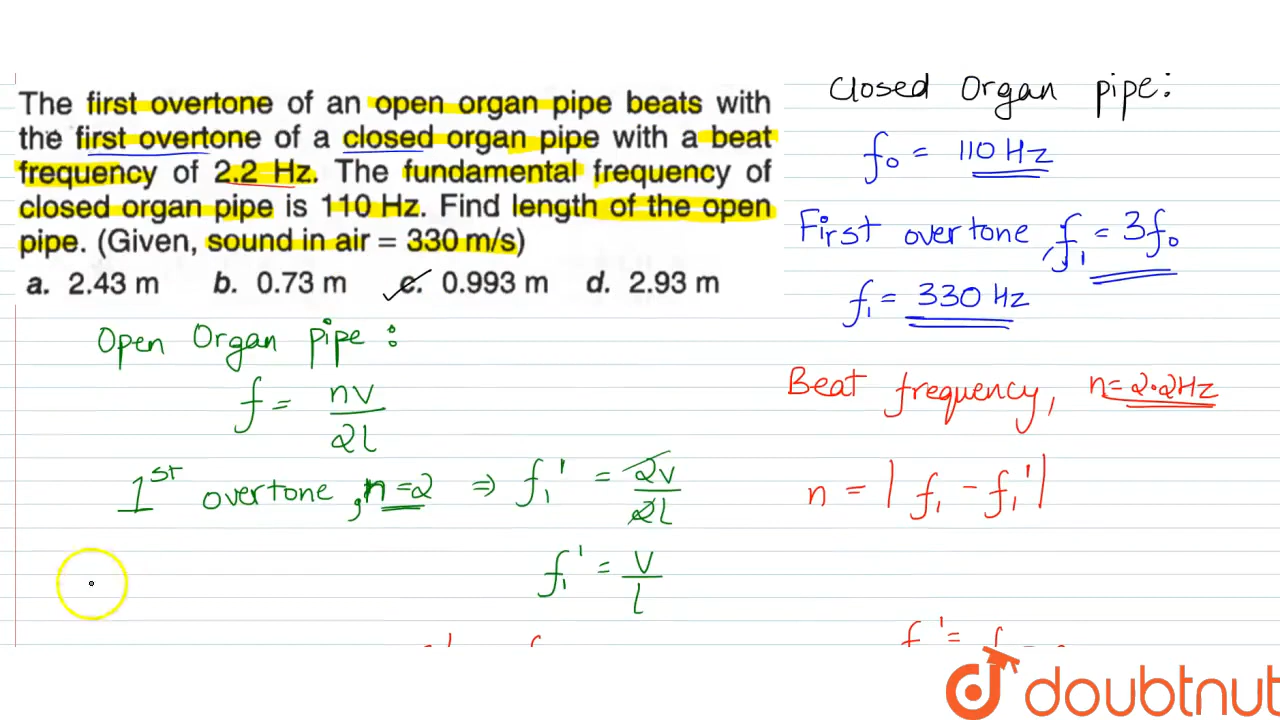 The first overtone of an open organ pipe beats with
the first overtone of a closed organ pipe with a beat
frequency of 2.2 Hz. The fundamental frequency of
closed organ pipe is 110 Hz. Find length of the open
pipe. (Given, sound in air = 330 m/s)
a. 2.43 m b. 0.73 m c. 0.993 m d. 2.93 m
Open Organ pipe :
f = nv/2l
1st overtone, n=2 ⇒ f₁' = 2v/2l
f₁' = v/l
Closed Organ pipe :
f₀ = 110 Hz
First overtone, f₁ = 3f₀
f₁ = 330 Hz
Beat frequency, n=2.2Hz
n = | f₁ - f₁' |
doubtnut